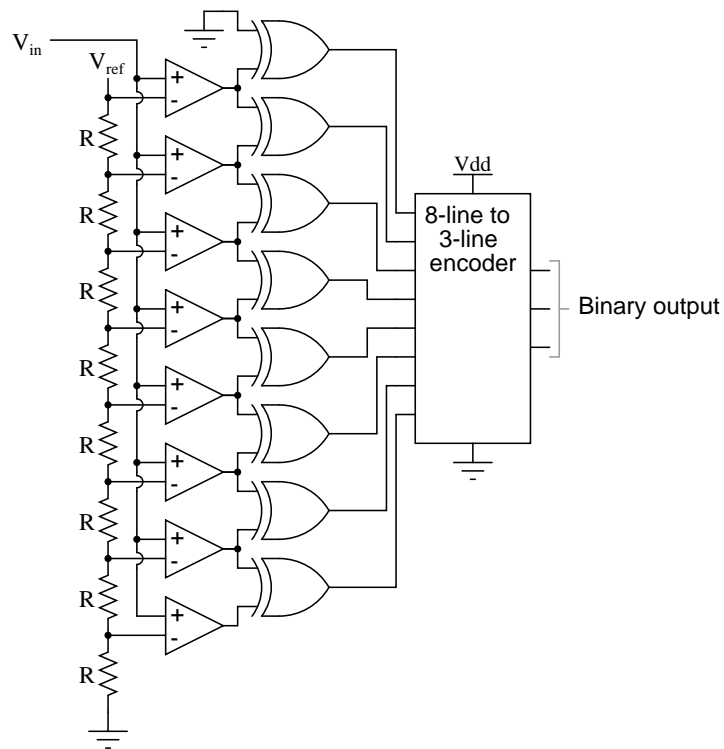 V_in
V_ref
R
R
R
R
R
R
R
R
+
-
+
-
+
-
+
-
+
-
+
-
+
-
+
-
Vdd
8-line to
3-line
encoder
Binary output